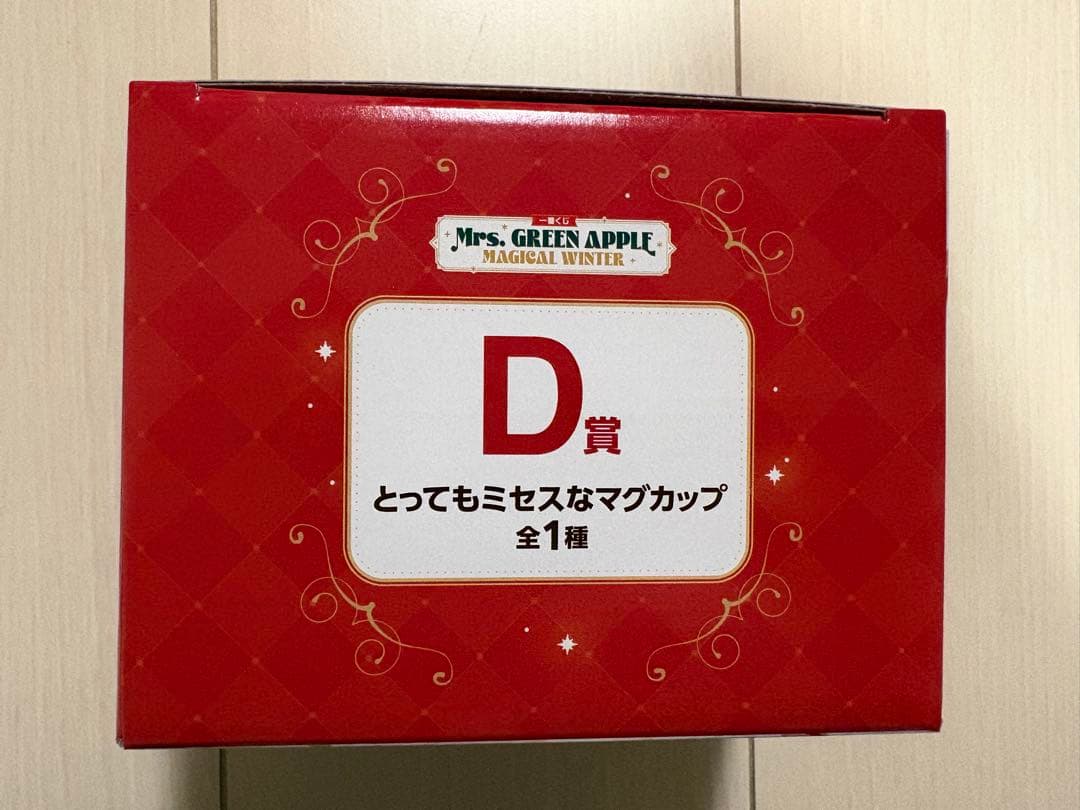 一番くじ
Mrs. GREEN APPLE
MAGICAL WINTER
D賞
とってもミセスなマグカップ
全1種